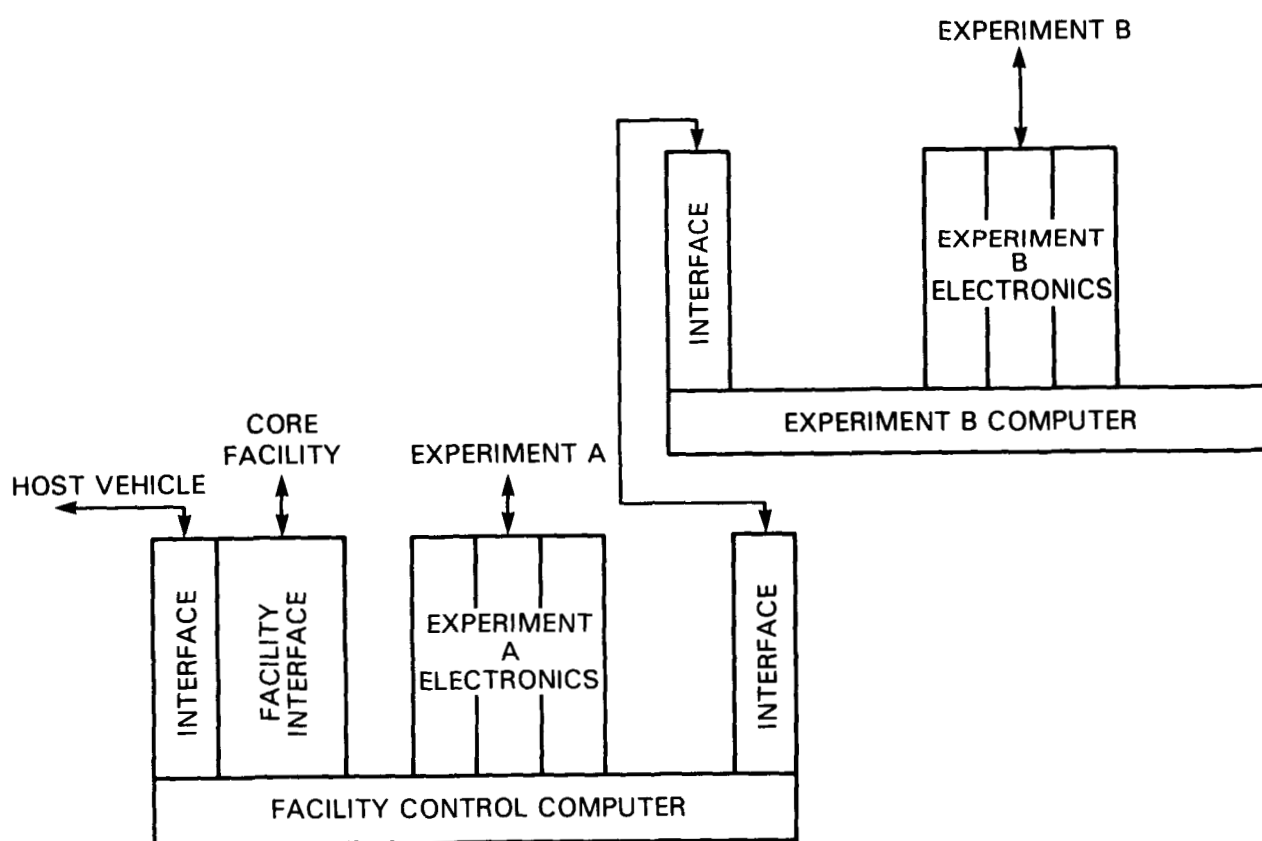 EXPERIMENT B
INTERFACE
EXPERIMENT
B
ELECTRONICS
EXPERIMENT B COMPUTER
CORE
FACILITY
EXPERIMENT A
HOST VEHICLE
INTERFACE
FACILITY
INTERFACE
EXPERIMENT
A
ELECTRONICS
INTERFACE
FACILITY CONTROL COMPUTER